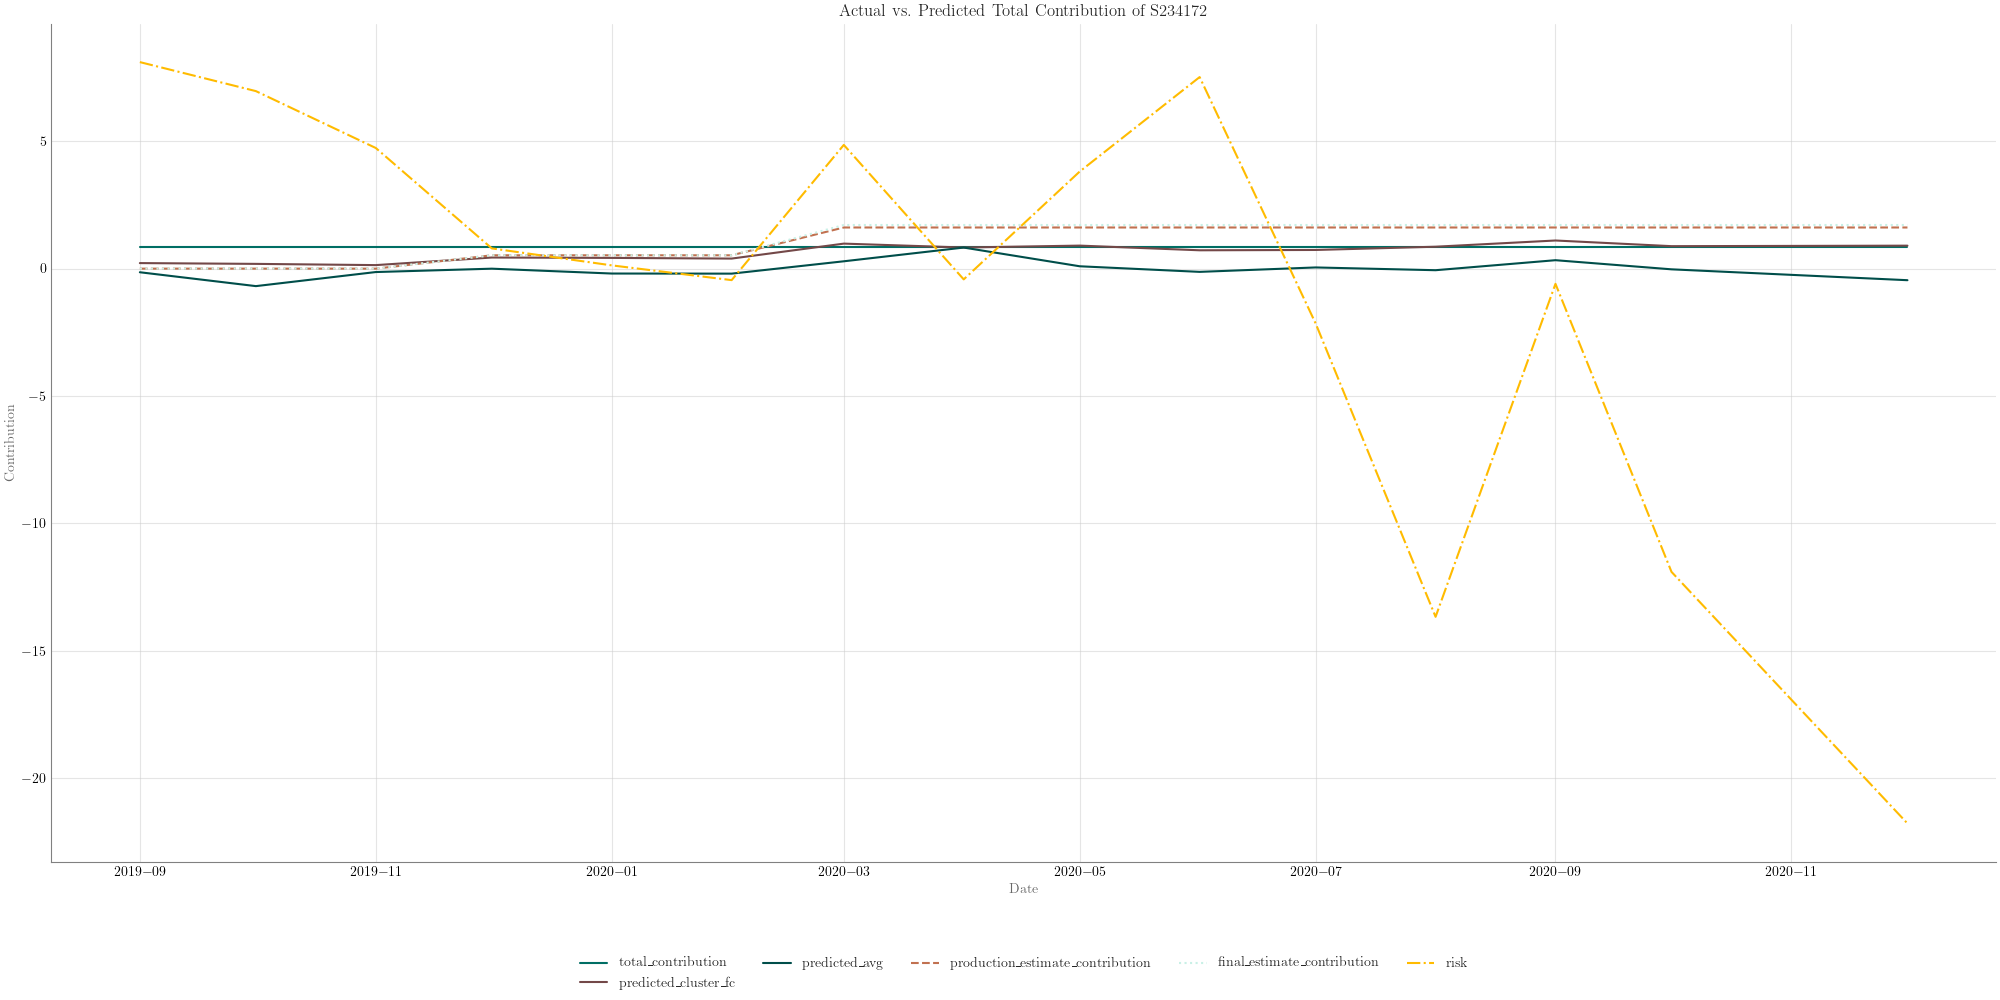 Actual vs. Predicted Total Contribution of S234172
Contribution
5
0
−5
−10
−15
−20
2019−09 2019−11 2020−01 2020−03 2020−05 2020−07 2020−09 2020−11
Date
total_contribution predicted_avg production_estimate_contribution final_estimate_contribution risk
predicted_cluster_fc